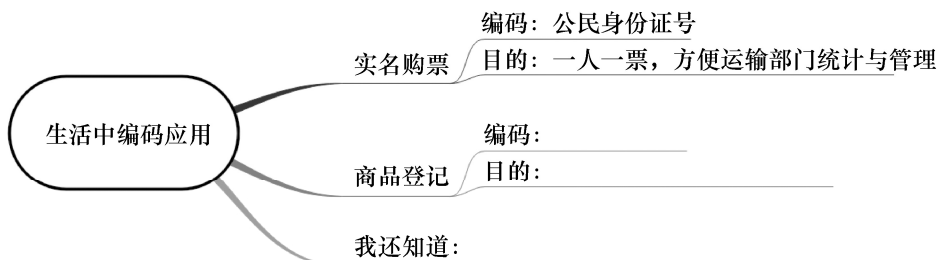 生活中编码应用
实名购票
编码：公民身份证号
目的：一人一票，方便运输部门统计与管理
商品登记
编码：
目的：
我还知道：